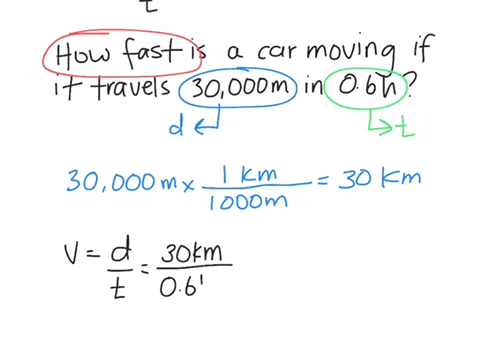 t
How fast is a car moving if
it travels 30,000m in 0.6h?
d
t
30,000m × 1 km / 1000m = 30 km
V = d / t = 30km / 0.6